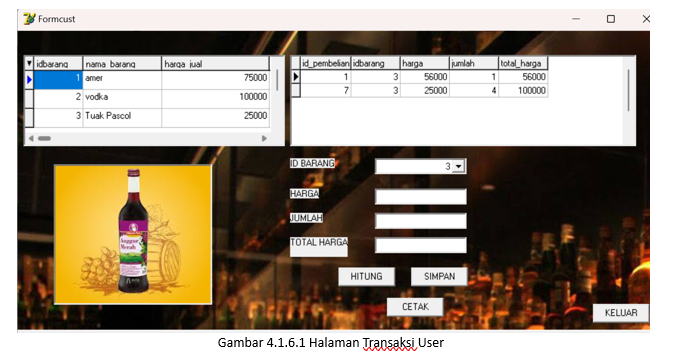 Formcust
idbarang nama_barang harga_jual
1 amer 75000
2 vodka 100000
3 Tuak Pascol 25000
id_pembelian idbarang harga jumlah total_harga
1 3 56000 1 56000
7 3 25000 4 100000
Anggur
Merah
ID BARANG 3
HARGA
JUMLAH
TOTAL HARGA
HITUNG SIMPAN
CETAK
KELUAR
Gambar 4.1.6.1 Halaman Transaksi User